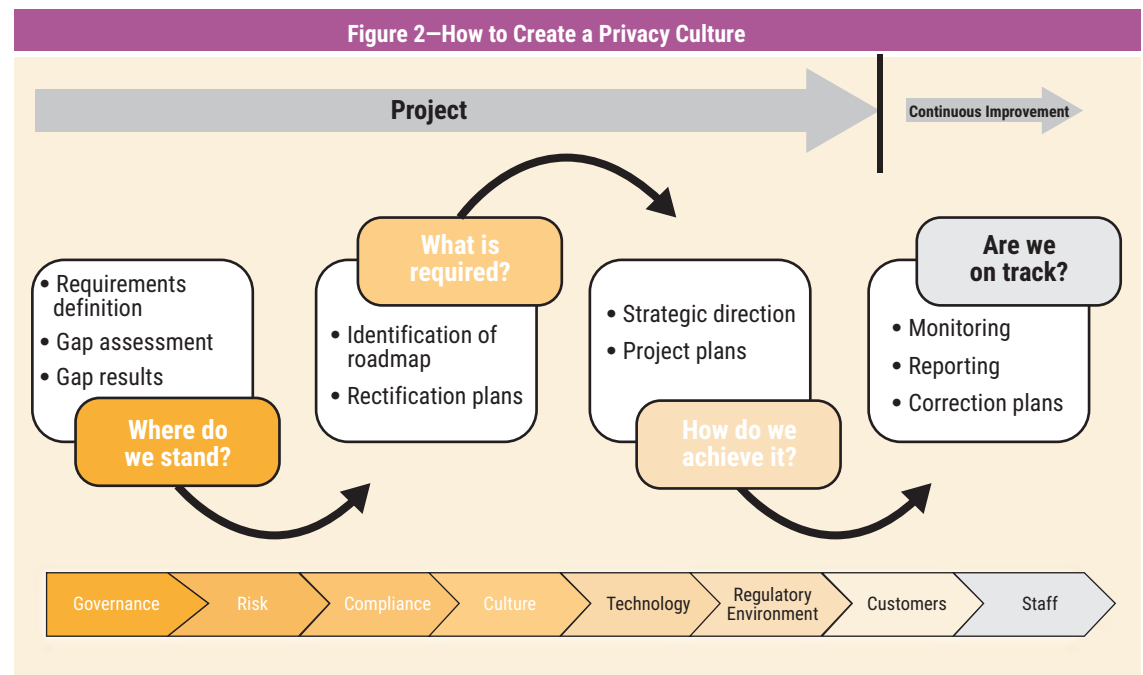 Figure 2—How to Create a Privacy Culture
Project
Continuous Improvement
• Requirements
definition
• Gap assessment
• Gap results
Where do
we stand?
What is
required?
• Identification of
roadmap
• Rectification plans
• Strategic direction
• Project plans
How do we
achieve it?
Are we
on track?
• Monitoring
• Reporting
• Correction plans
Governance
Risk
Compliance
Culture
Technology
Regulatory
Environment
Customers
Staff